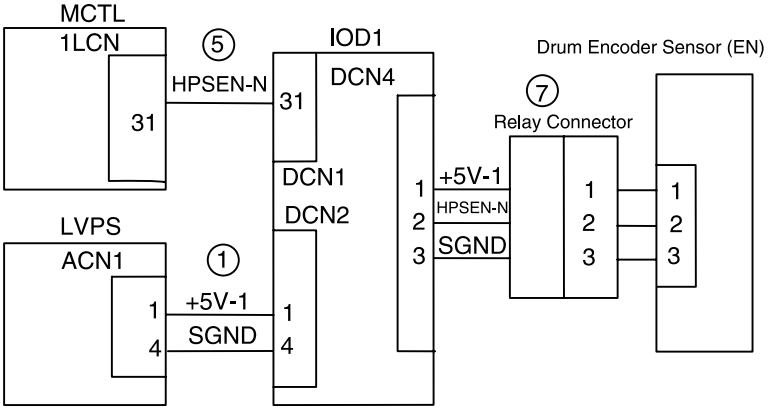 MCTL
1LCN
5
HPSEN-N
31
31
IOD1
DCN4
DCN1
DCN2
LVPS
ACN1
1
+5V-1
1
1
SGND
4
4
Drum Encoder Sensor (EN)
7
Relay Connector
1
+5V-1
1
1
2
HPSEN-N
2
2
3
SGND
3
3